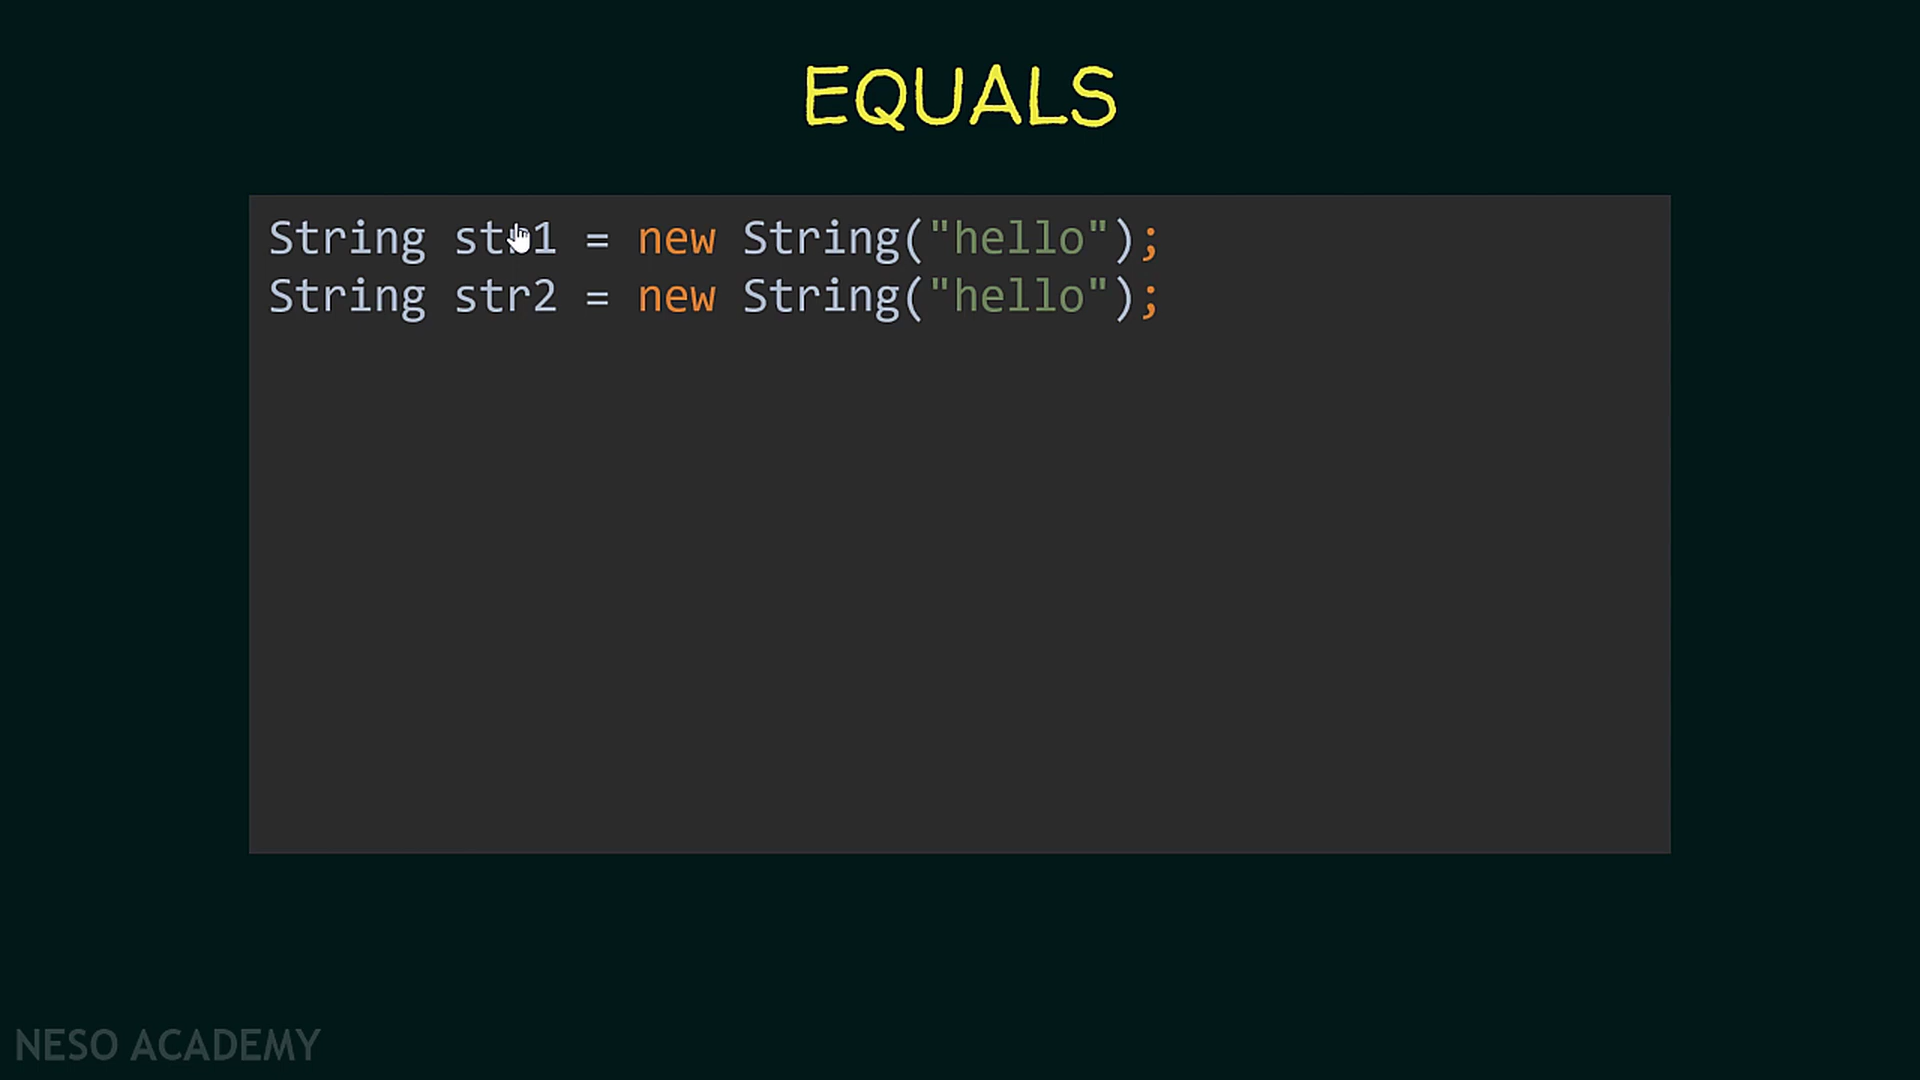 EQUALS
String str1 = new String("hello");
String str2 = new String("hello");
NESO ACADEMY